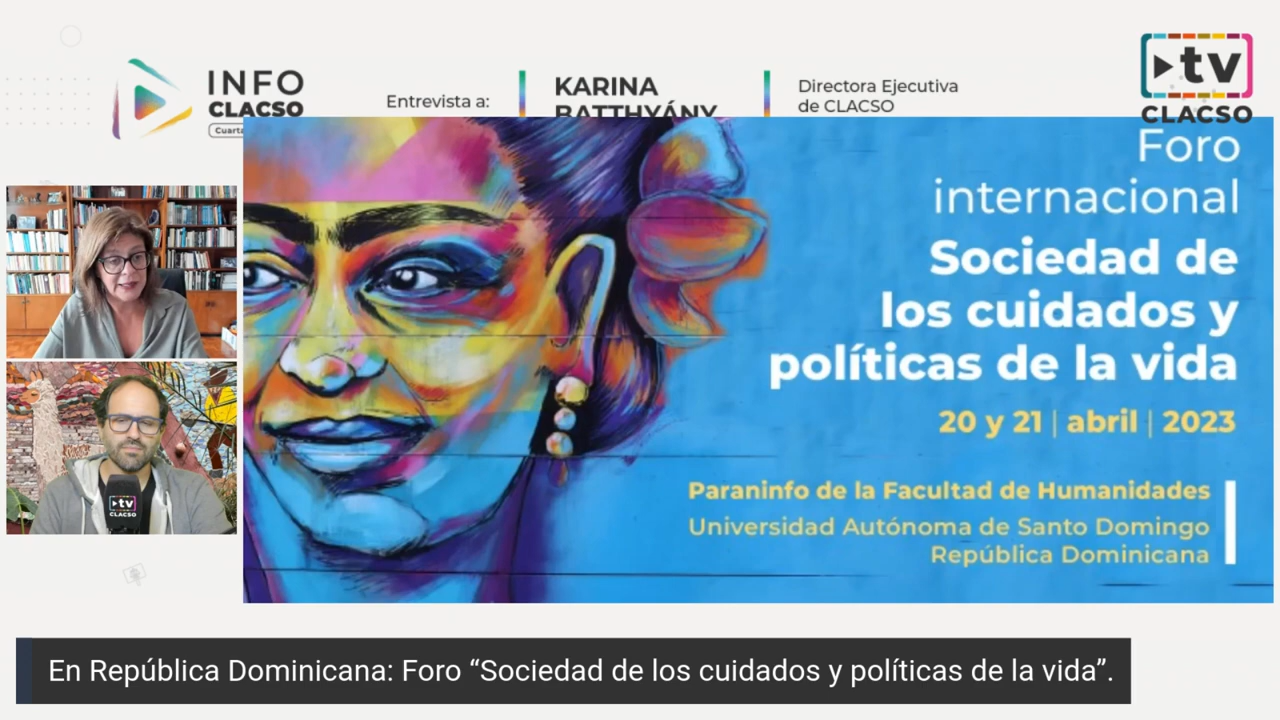 INFO
CLACSO
Entrevista a:
KARINA
BATTHYÁNY
Directora Ejecutiva
de CLACSO
tv
CLACSO
Foro
internacional
Sociedad de
los cuidados y
políticas de la vida
20 y 21 | abril | 2023
Paraninfo de la Facultad de Humanidades
Universidad Autónoma de Santo Domingo
República Dominicana
tv
CLACSO
En República Dominicana: Foro “Sociedad de los cuidados y políticas de la vida”.